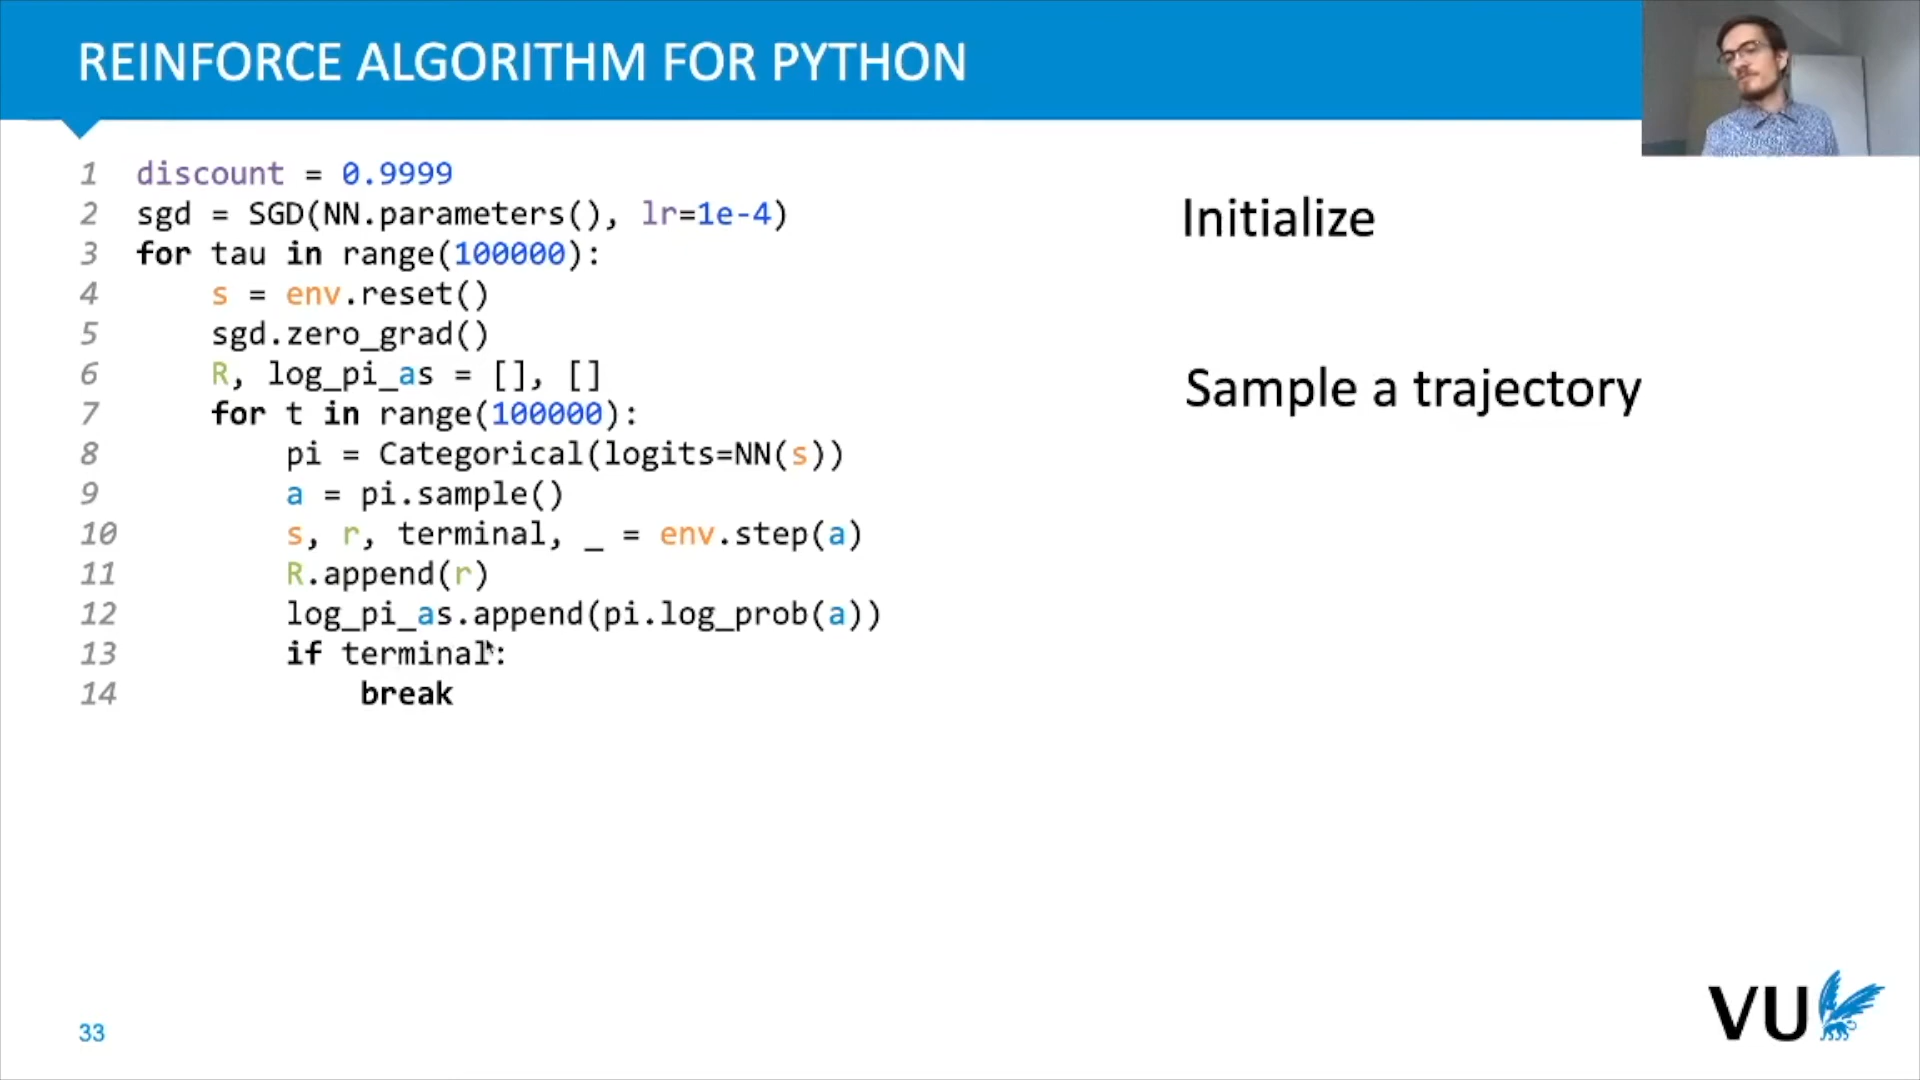 REINFORCE ALGORITHM FOR PYTHON
1 discount = 0.9999
2 sgd = SGD(NN.parameters(), lr=1e-4)
3 for tau in range(100000):
4     s = env.reset()
5     sgd.zero_grad()
6     R, log_pi_as = [], []
7     for t in range(100000):
8         pi = Categorical(logits=NN(s))
9         a = pi.sample()
10         s, r, terminal, _ = env.step(a)
11         R.append(r)
12         log_pi_as.append(pi.log_prob(a))
13         if terminal:
14             break
Initialize
Sample a trajectory
33
VU